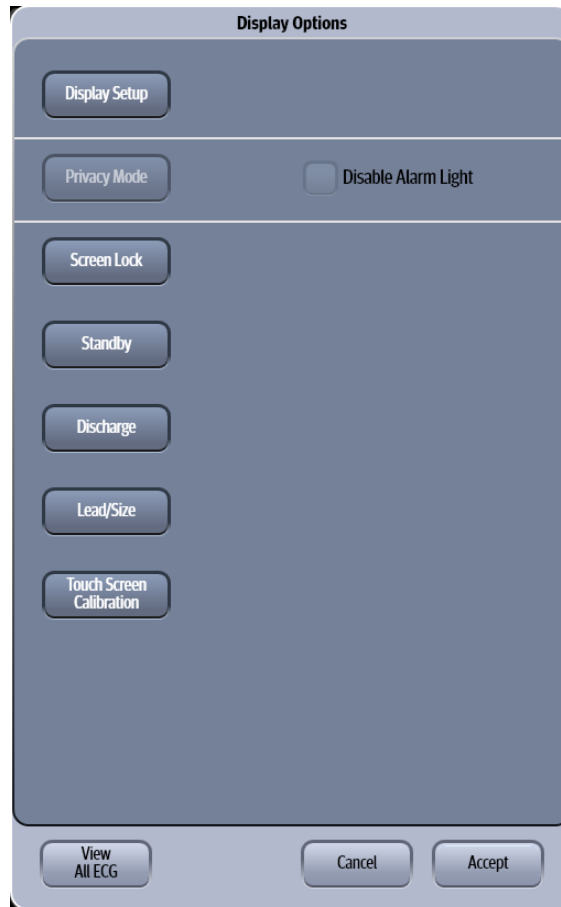 Display Options
Display Setup
Privacy Mode
Disable Alarm Light
Screen Lock
Standby
Discharge
Lead/Size
Touch Screen
Calibration
View
All ECG
Cancel
Accept